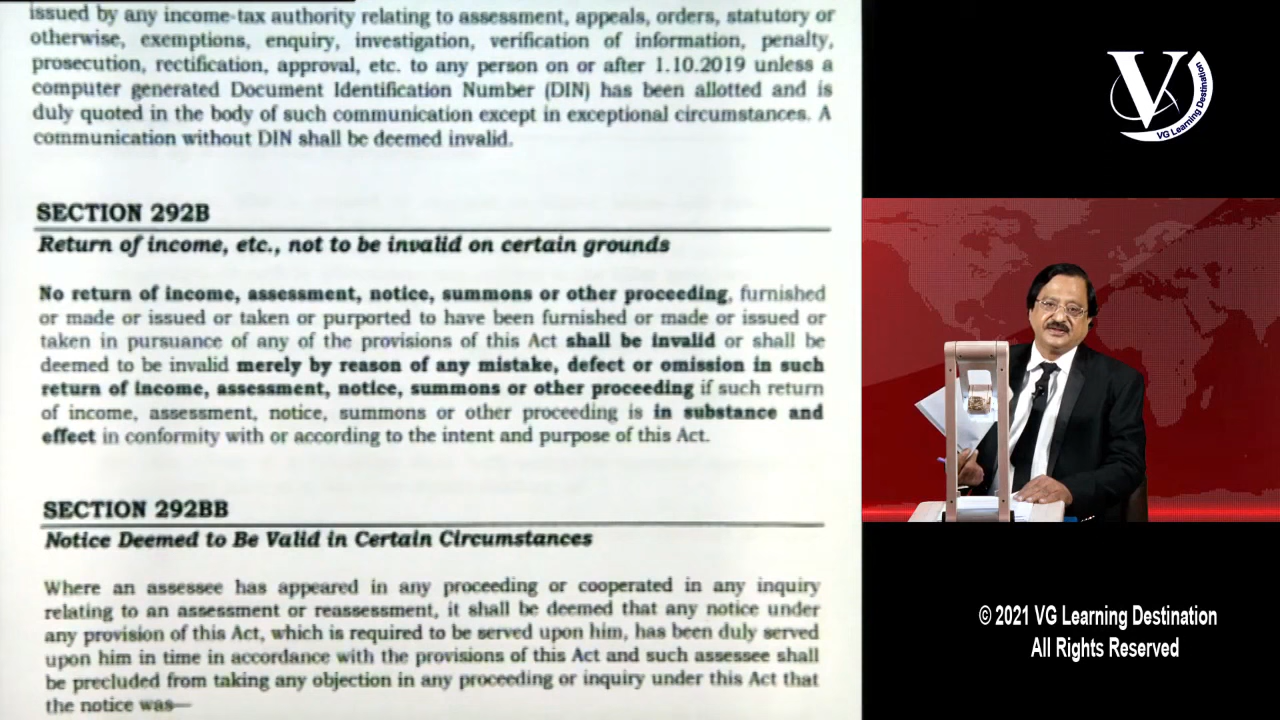 issued by any income-tax authority relating to assessment, appeals, orders, statutory or
otherwise, exemptions, enquiry, investigation, verification of information, penalty,
prosecution, rectification, approval, etc. to any person on or after 1.10.2019 unless a
computer generated Document Identification Number (DIN) has been allotted and is
duly quoted in the body of such communication except in exceptional circumstances. A
communication without DIN shall be deemed invalid.
SECTION 292B
Return of income, etc., not to be invalid on certain grounds
No return of income, assessment, notice, summons or other proceeding, furnished
or made or issued or taken or purported to have been furnished or made or issued or
taken in pursuance of any of the provisions of this Act shall be invalid or shall be
deemed to be invalid merely by reason of any mistake, defect or omission in such
return of income, assessment, notice, summons or other proceeding if such return
of income, assessment, notice, summons or other proceeding is in substance and
effect in conformity with or according to the intent and purpose of this Act.
SECTION 292BB
Notice Deemed to Be Valid in Certain Circumstances
Where an assessee has appeared in any proceeding or cooperated in any inquiry
relating to an assessment or reassessment, it shall be deemed that any notice under
any provision of this Act, which is required to be served upon him, has been duly served
upon him in time in accordance with the provisions of this Act and such assessee shall
be precluded from taking any objection in any proceeding or inquiry under this Act that
the notice was—
V
VG Learning Destination
© 2021 VG Learning Destination
All Rights Reserved